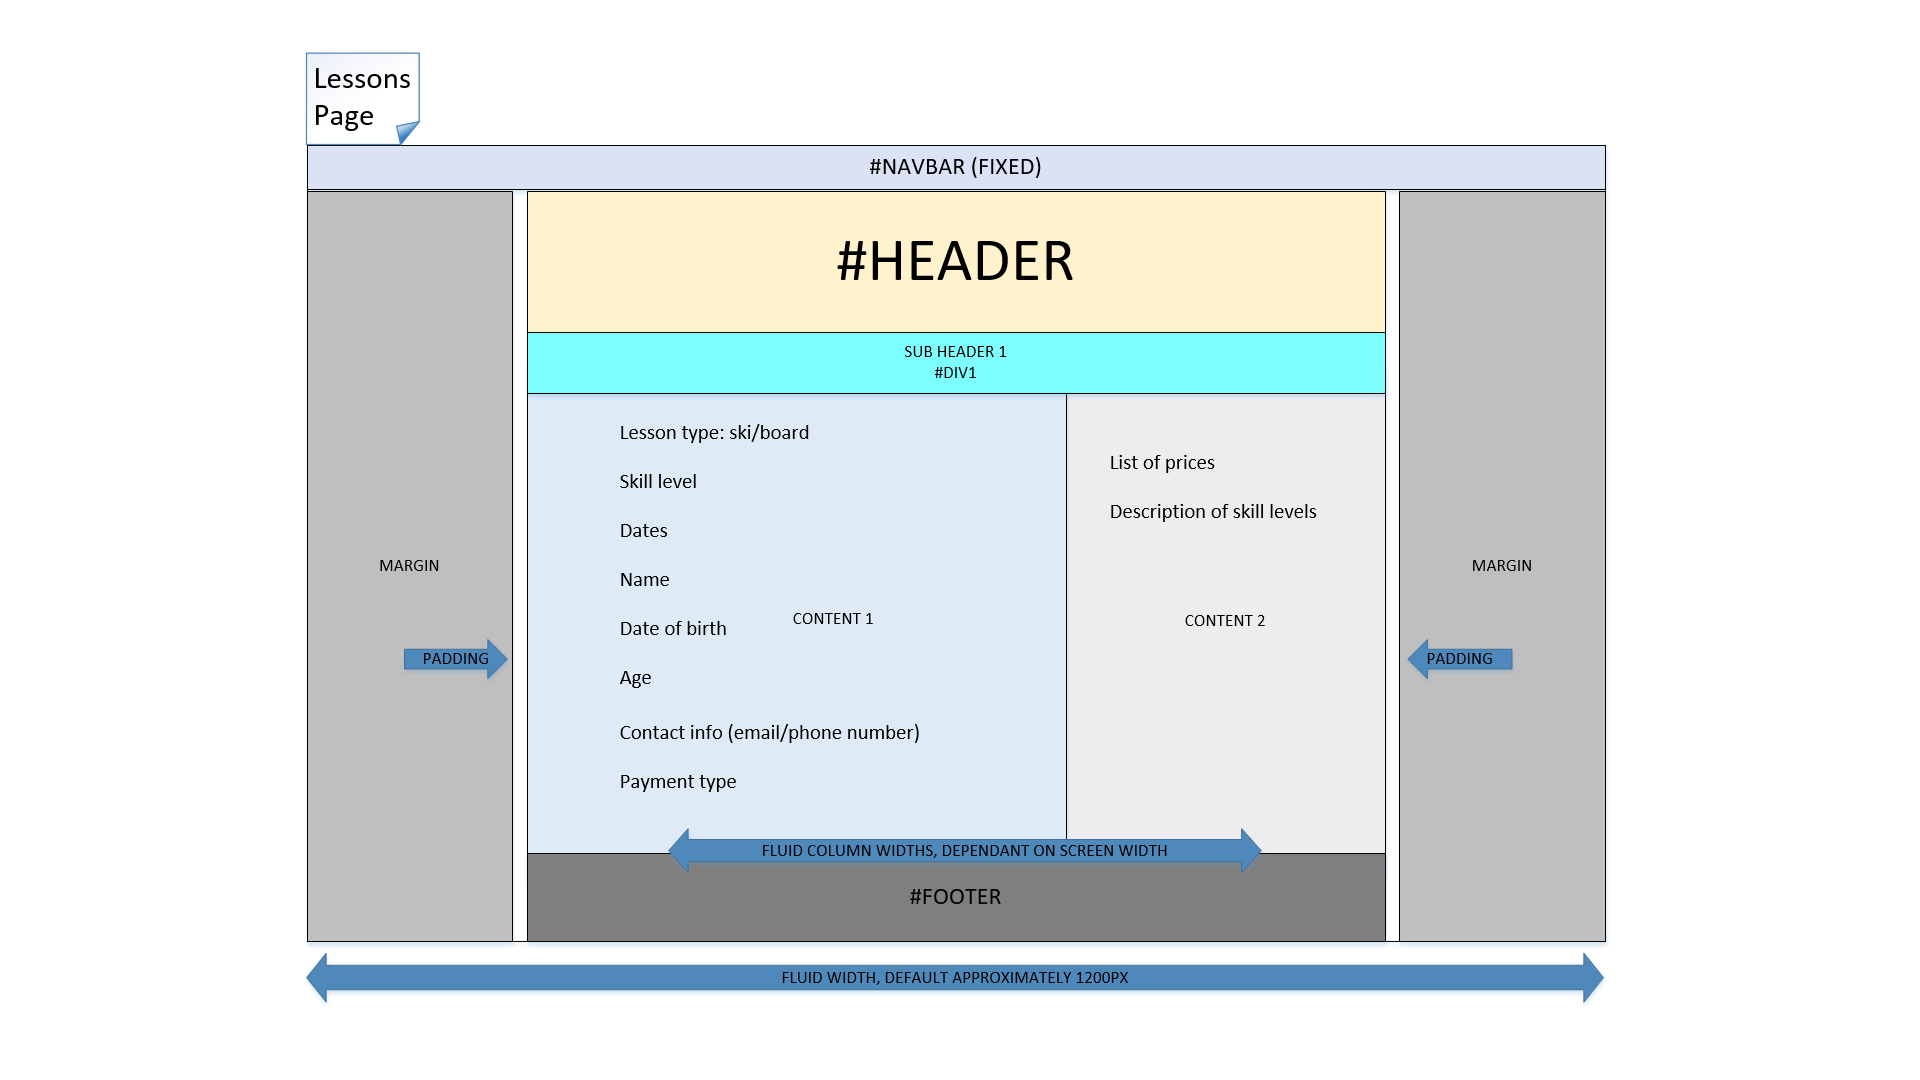 Lessons
Page
#NAVBAR (FIXED)
#HEADER
SUB HEADER 1
#DIV1
Lesson type: ski/board
Skill level
Dates
Name
Date of birth
Age
Contact info (email/phone number)
Payment type
CONTENT 1
List of prices
Description of skill levels
CONTENT 2
MARGIN
MARGIN
PADDING
PADDING
FLUID COLUMN WIDTHS, DEPENDANT ON SCREEN WIDTH
#FOOTER
FLUID WIDTH, DEFAULT APPROXIMATELY 1200PX